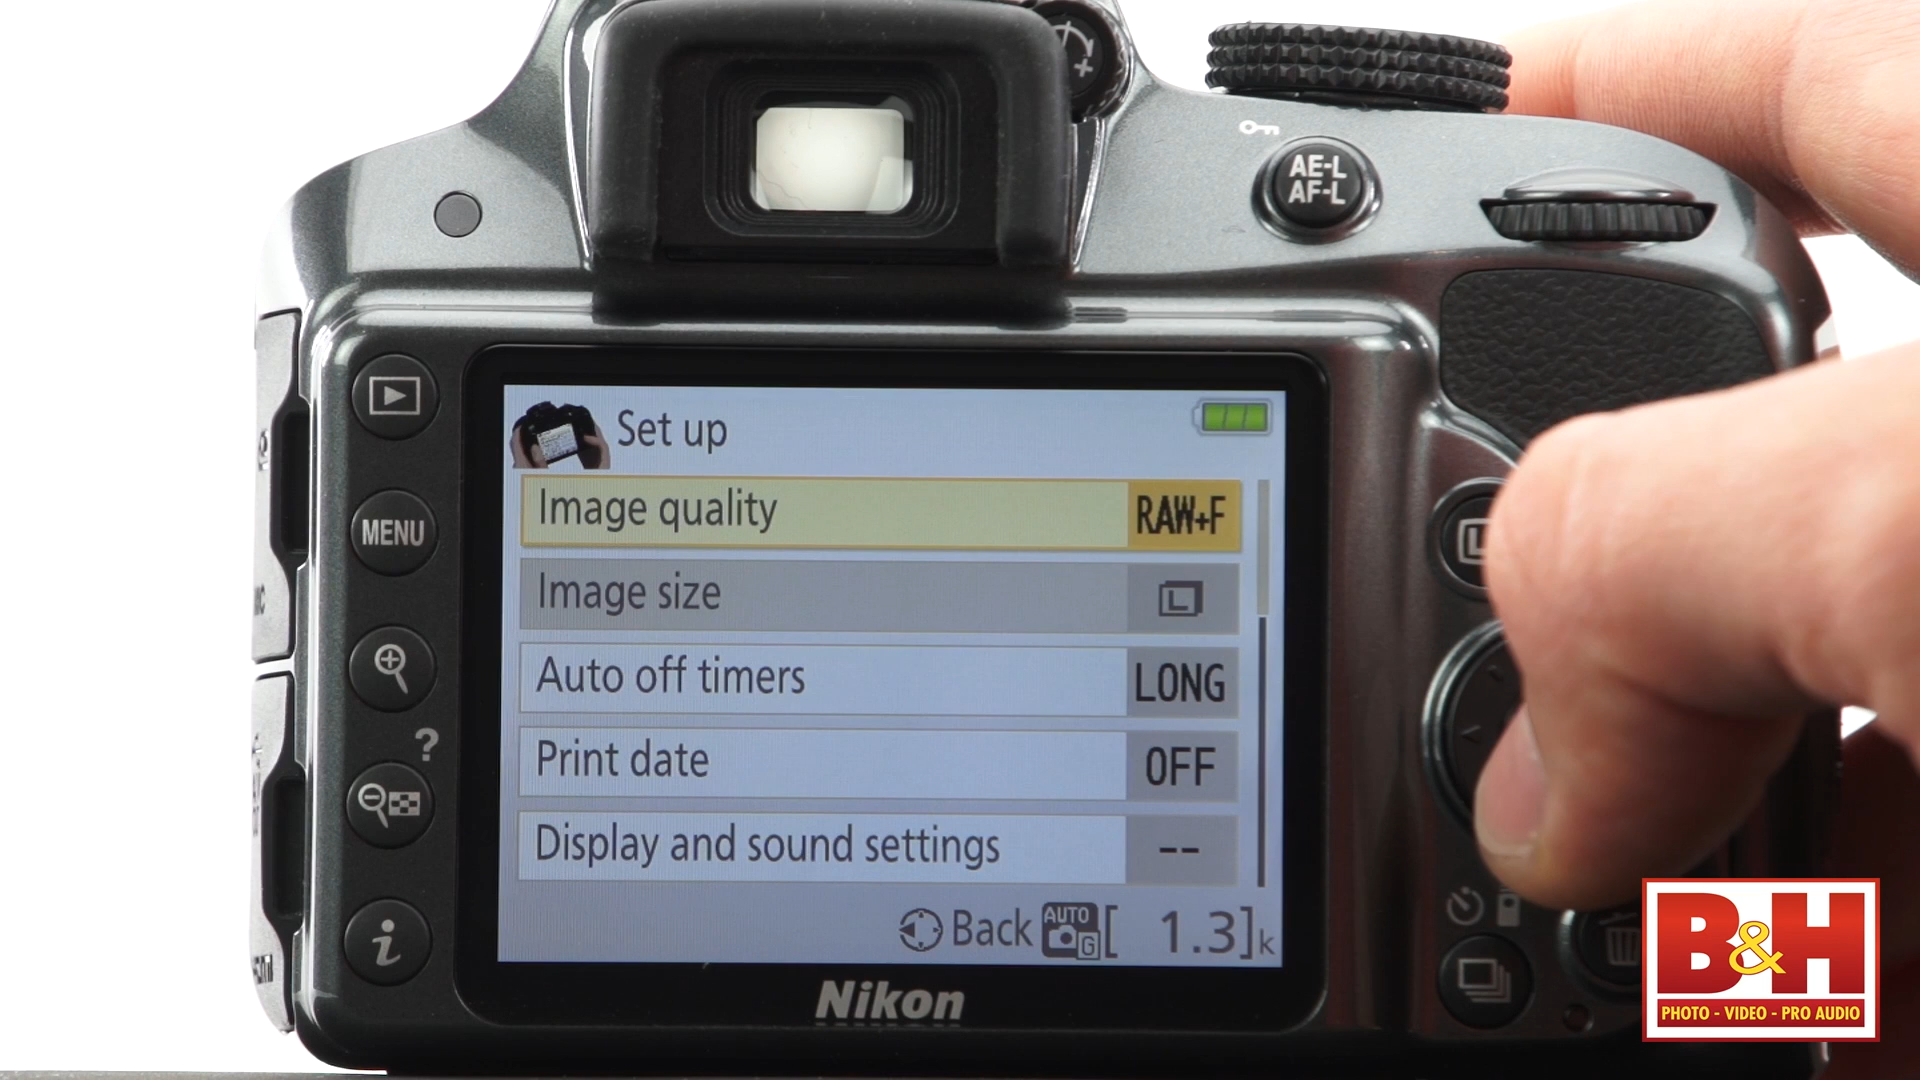 AE-L
AF-L
Set up
Image quality RAW+F
MENU
Image size L
Auto off timers LONG
?
Print date OFF
Display and sound settings --
i
Back AUTO G [ 1.3]k
Nikon
B&H
PHOTO - VIDEO - PRO AUDIO